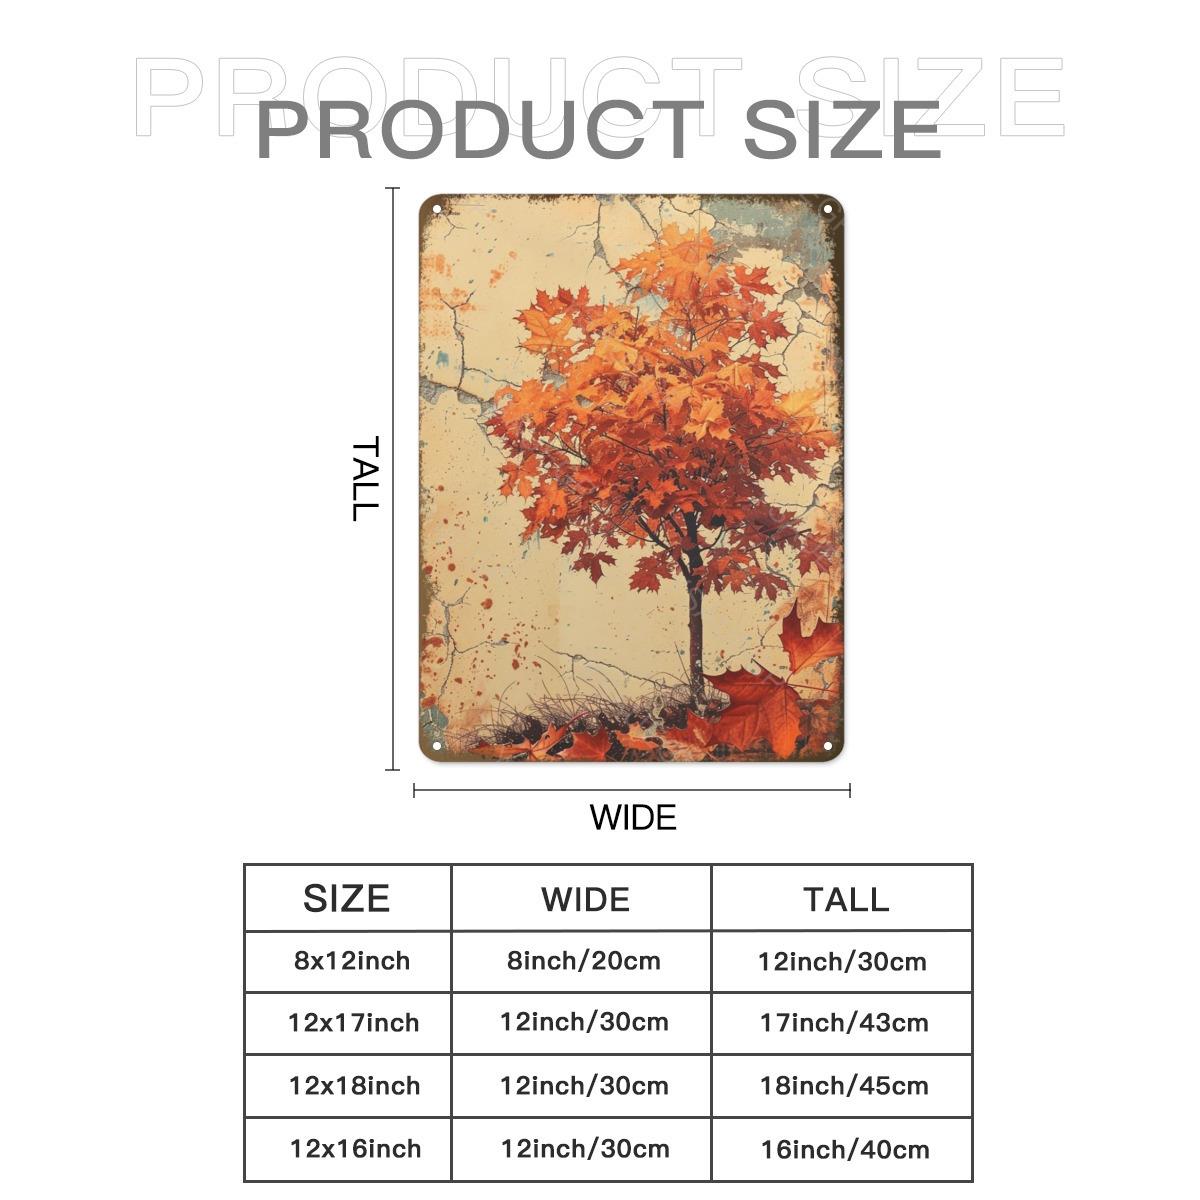 PRODUCT SIZE
PRODUCT SIZE
TALL
WIDE
SIZE WIDE TALL
8x12inch 8inch/20cm 12inch/30cm
12x17inch 12inch/30cm 17inch/43cm
12x18inch 12inch/30cm 18inch/45cm
12x16inch 12inch/30cm 16inch/40cm